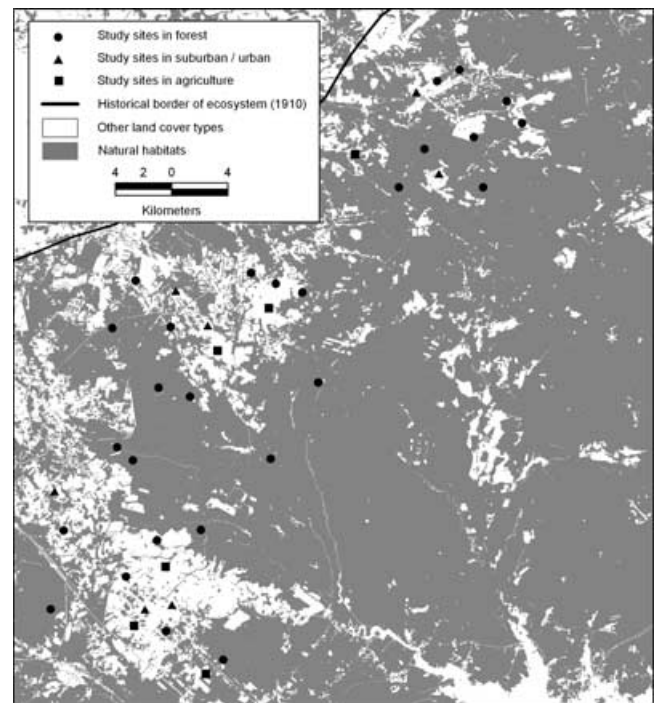 Study sites in forest
Study sites in suburban / urban
Study sites in agriculture
Historical border of ecosystem (1910)
Other land cover types
Natural habitats
4 2 0 4
Kilometers